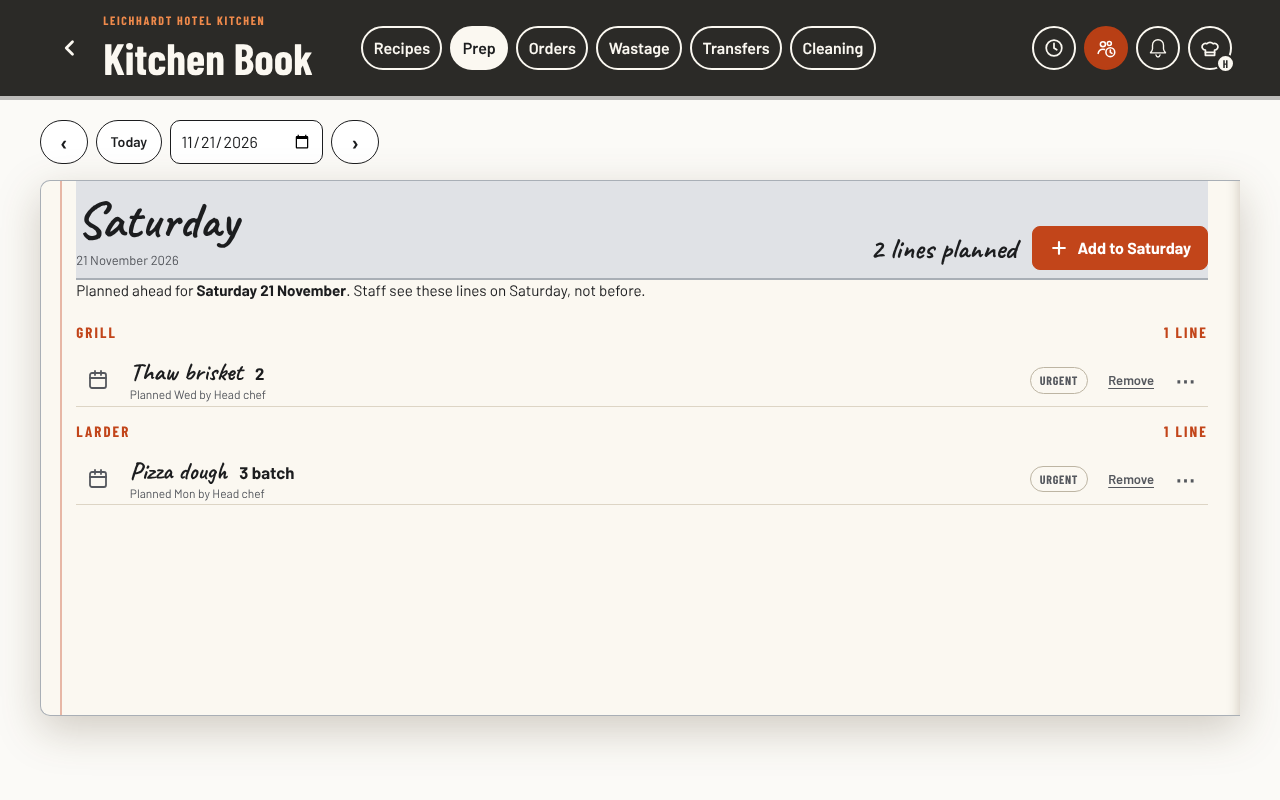 LEICHHARDT HOTEL KITCHEN
Kitchen Book
Recipes
Prep
Orders
Wastage
Transfers
Cleaning
H
‹
Today
11/21/2026
›
Saturday
21 November 2026
2 lines planned
+ Add to Saturday
Planned ahead for Saturday 21 November. Staff see these lines on Saturday, not before.
GRILL
1 LINE
Thaw brisket 2
Planned Wed by Head chef
URGENT
Remove
...
LARDER
1 LINE
Pizza dough 3 batch
Planned Mon by Head chef
URGENT
Remove
...